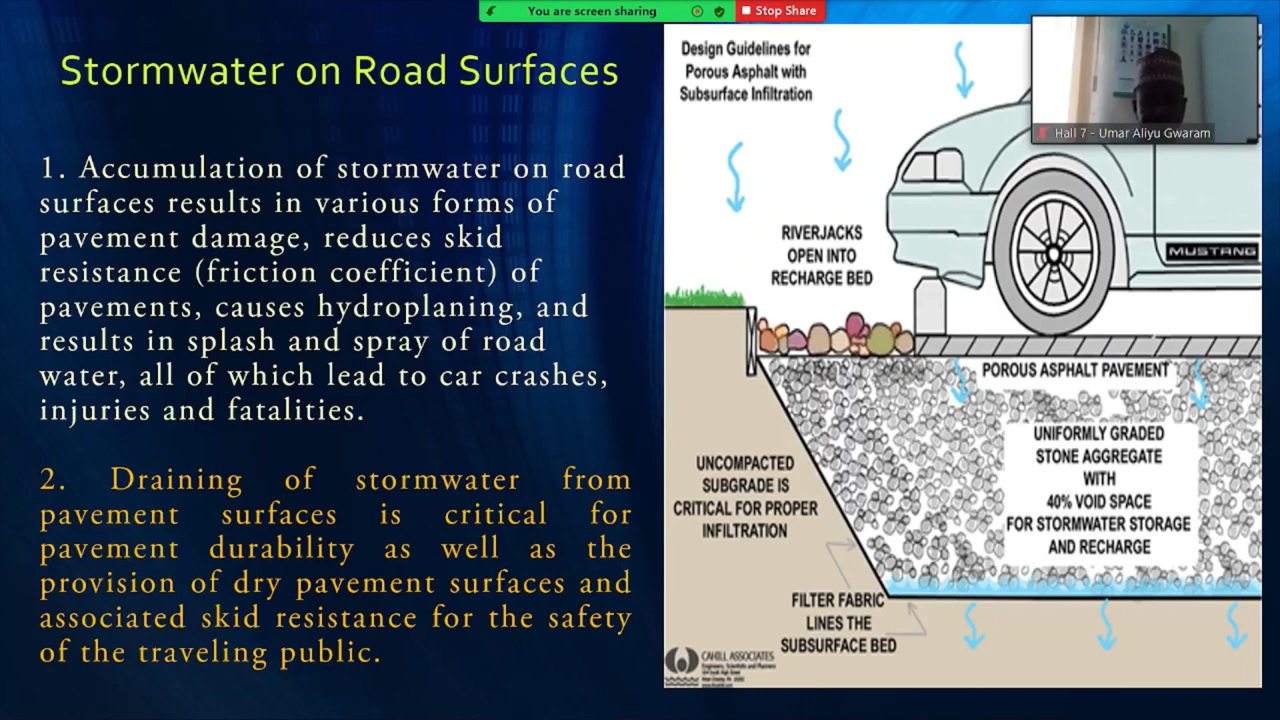 You are screen sharing
Stop Share
Stormwater on Road Surfaces
1. Accumulation of stormwater on road
surfaces results in various forms of
pavement damage, reduces skid
resistance (friction coefficient) of
pavements, causes hydroplaning, and
results in splash and spray of road
water, all of which lead to car crashes,
injuries and fatalities.
2. Draining of stormwater from
pavement surfaces is critical for
pavement durability as well as the
provision of dry pavement surfaces and
associated skid resistance for the safety
of the traveling public.
Design Guidelines for
Porous Asphalt with
Subsurface Infiltration
Hall 7 - Umar Aliyu Gwaram
RIVERJACKS
OPEN INTO
RECHARGE BED
MUSTANG
POROUS ASPHALT PAVEMENT
UNIFORMLY GRADED
STONE AGGREGATE
WITH
40% VOID SPACE
FOR STORMWATER STORAGE
AND RECHARGE
UNCOMPACTED
SUBGRADE IS
CRITICAL FOR PROPER
INFILTRATION
FILTER FABRIC
LINES THE
SUBSURFACE BED
CAHILL ASSOCIATES
Engineers, Scientists and Planners